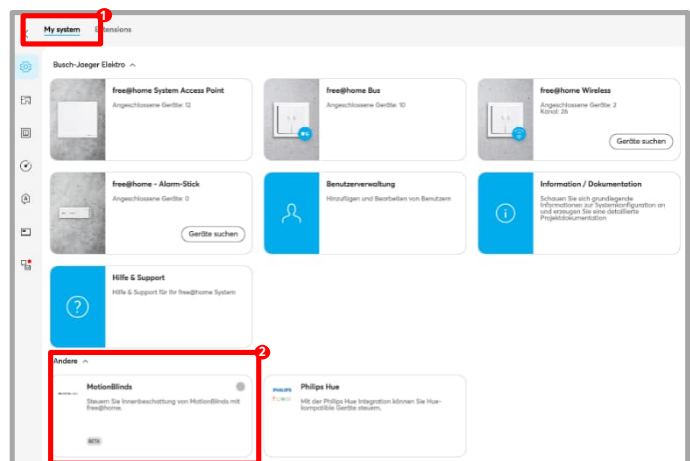 1
My system Extensions
Busch-Jaeger Elektro
free@home System Access Point
Angeschlossene Geräte: 12
free@home Bus
Angeschlossene Geräte: 10
free@home Wireless
Angeschlossene Geräte: 2
Kanal: 26
Geräte suchen
free@home - Alarm-Stick
Angeschlossene Geräte: 0
Geräte suchen
Benutzerverwaltung
Hinzufügen und Bearbeiten von Benutzern
Information / Dokumentation
Schauen Sie sich grundlegende
Informationen zur Systemkonfiguration an
und erzeugen Sie eine detaillierte
Projektdokumentation
Hilfe & Support
Hilfe & Support für Ihr free@home System
2
Andere
MotionBlinds
Steuern Sie Innenbeschattung von MotionBlinds mit
free@home.
BETA
PHILIPS
hue
Philips Hue
Mit der Philips Hue Integration können Sie Hue-
kompatible Geräte steuern.